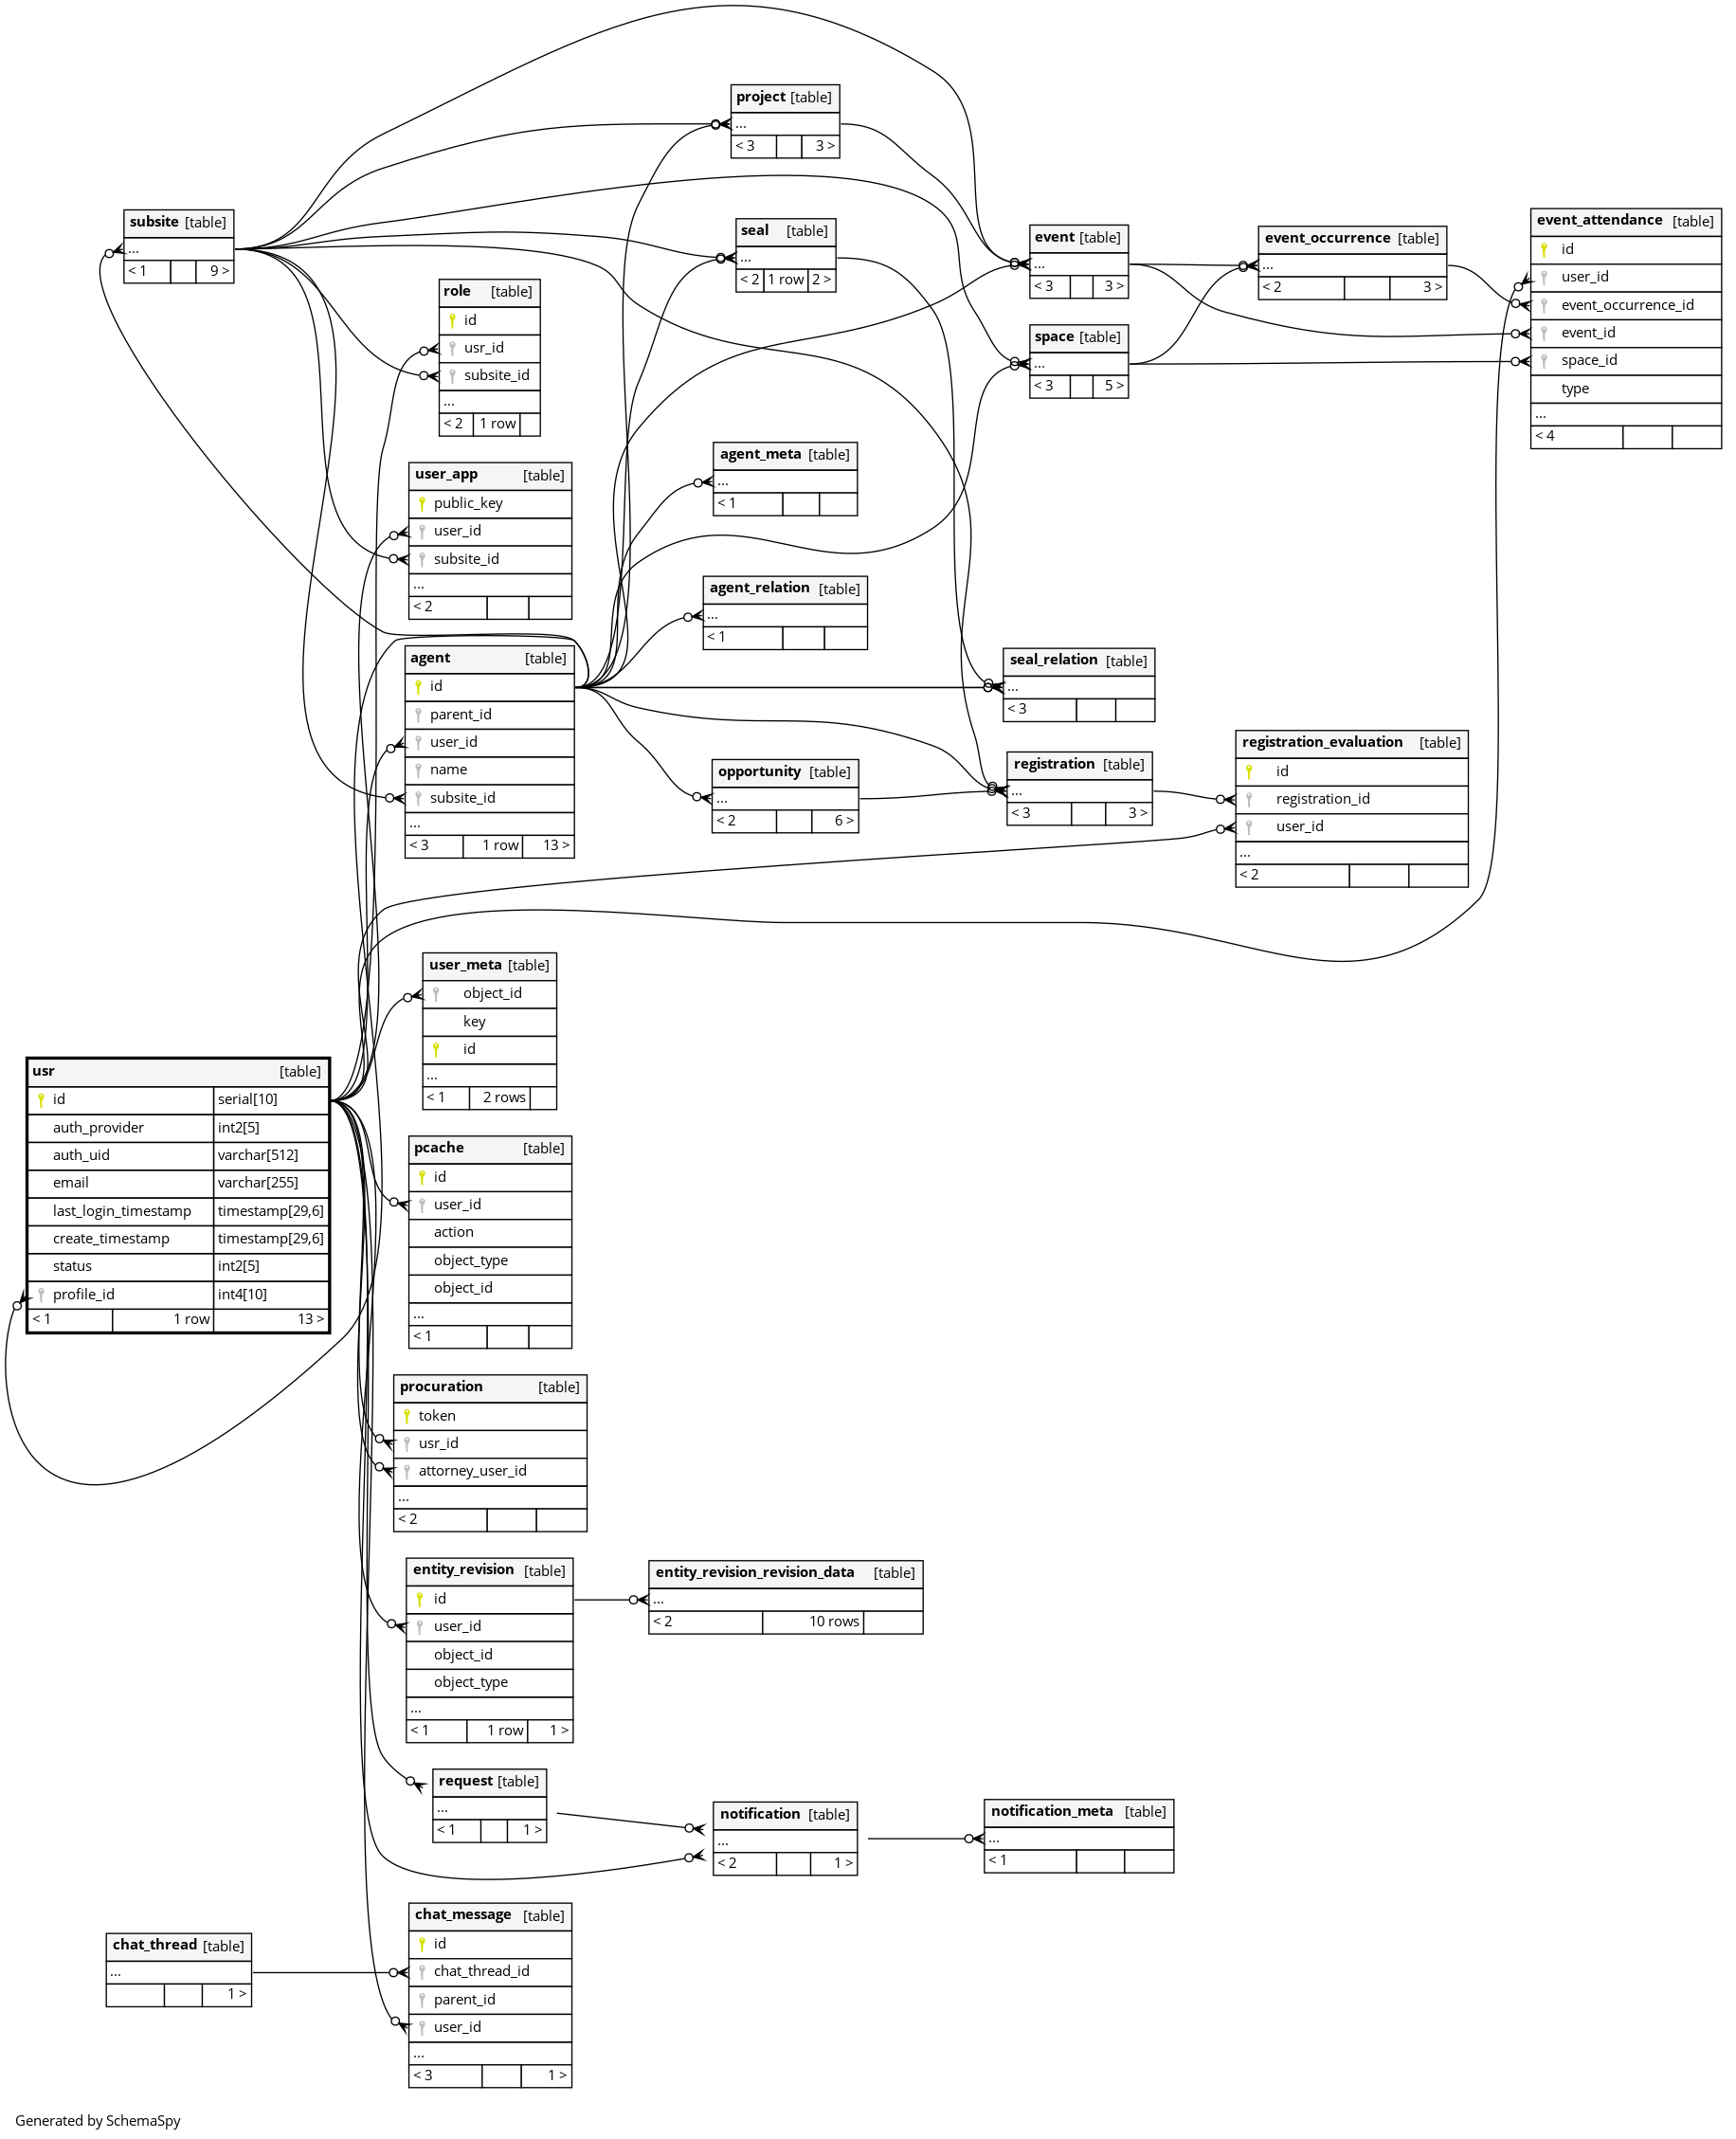 project [table]
...
< 3 3 >
subsite [table]
...
< 1 9 >
seal [table]
...
< 2 1 row 2 >
event [table]
...
< 3 3 >
event_occurrence [table]
...
< 2 3 >
event_attendance [table]
id
user_id
event_occurrence_id
event_id
space_id
type
...
< 4
role [table]
id
usr_id
subsite_id
...
< 2 1 row
space [table]
...
< 3 5 >
agent_meta [table]
...
< 1
user_app [table]
public_key
user_id
subsite_id
...
< 2
agent_relation [table]
...
< 1
agent [table]
id
parent_id
user_id
name
subsite_id
...
< 3 1 row 13 >
seal_relation [table]
...
< 3
opportunity [table]
...
< 2 6 >
registration [table]
...
< 3 3 >
registration_evaluation [table]
id
registration_id
user_id
...
< 2
user_meta [table]
object_id
key
id
...
< 1 2 rows
usr [table]
id serial[10]
auth_provider int2[5]
auth_uid varchar[512]
email varchar[255]
last_login_timestamp timestamp[29,6]
create_timestamp timestamp[29,6]
status int2[5]
profile_id int4[10]
< 1 1 row 13 >
pcache [table]
id
user_id
action
object_type
object_id
...
< 1
procuration [table]
token
usr_id
attorney_user_id
...
< 2
entity_revision [table]
id
user_id
object_id
object_type
...
< 1 1 row 1 >
entity_revision_revision_data [table]
...
< 2 10 rows
request [table]
...
< 1 1 >
notification [table]
...
< 2 1 >
notification_meta [table]
...
< 1
chat_thread [table]
...
1 >
chat_message [table]
id
chat_thread_id
parent_id
user_id
...
< 3 1 >
Generated by SchemaSpy